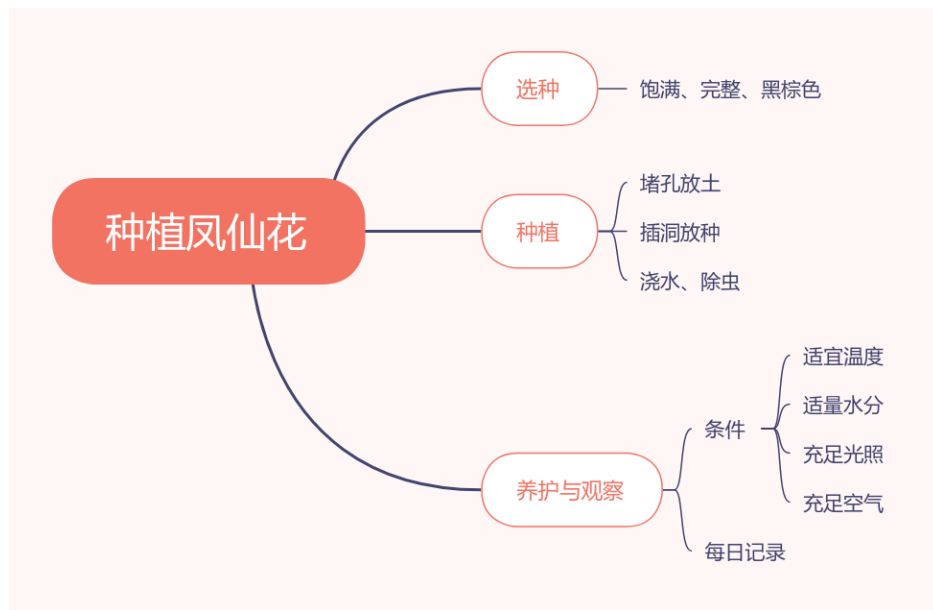 种植凤仙花
选种
饱满、完整、黑棕色
种植
堵孔放土
插洞放种
浇水、除虫
养护与观察
条件
适宜温度
适量水分
充足光照
充足空气
每日记录